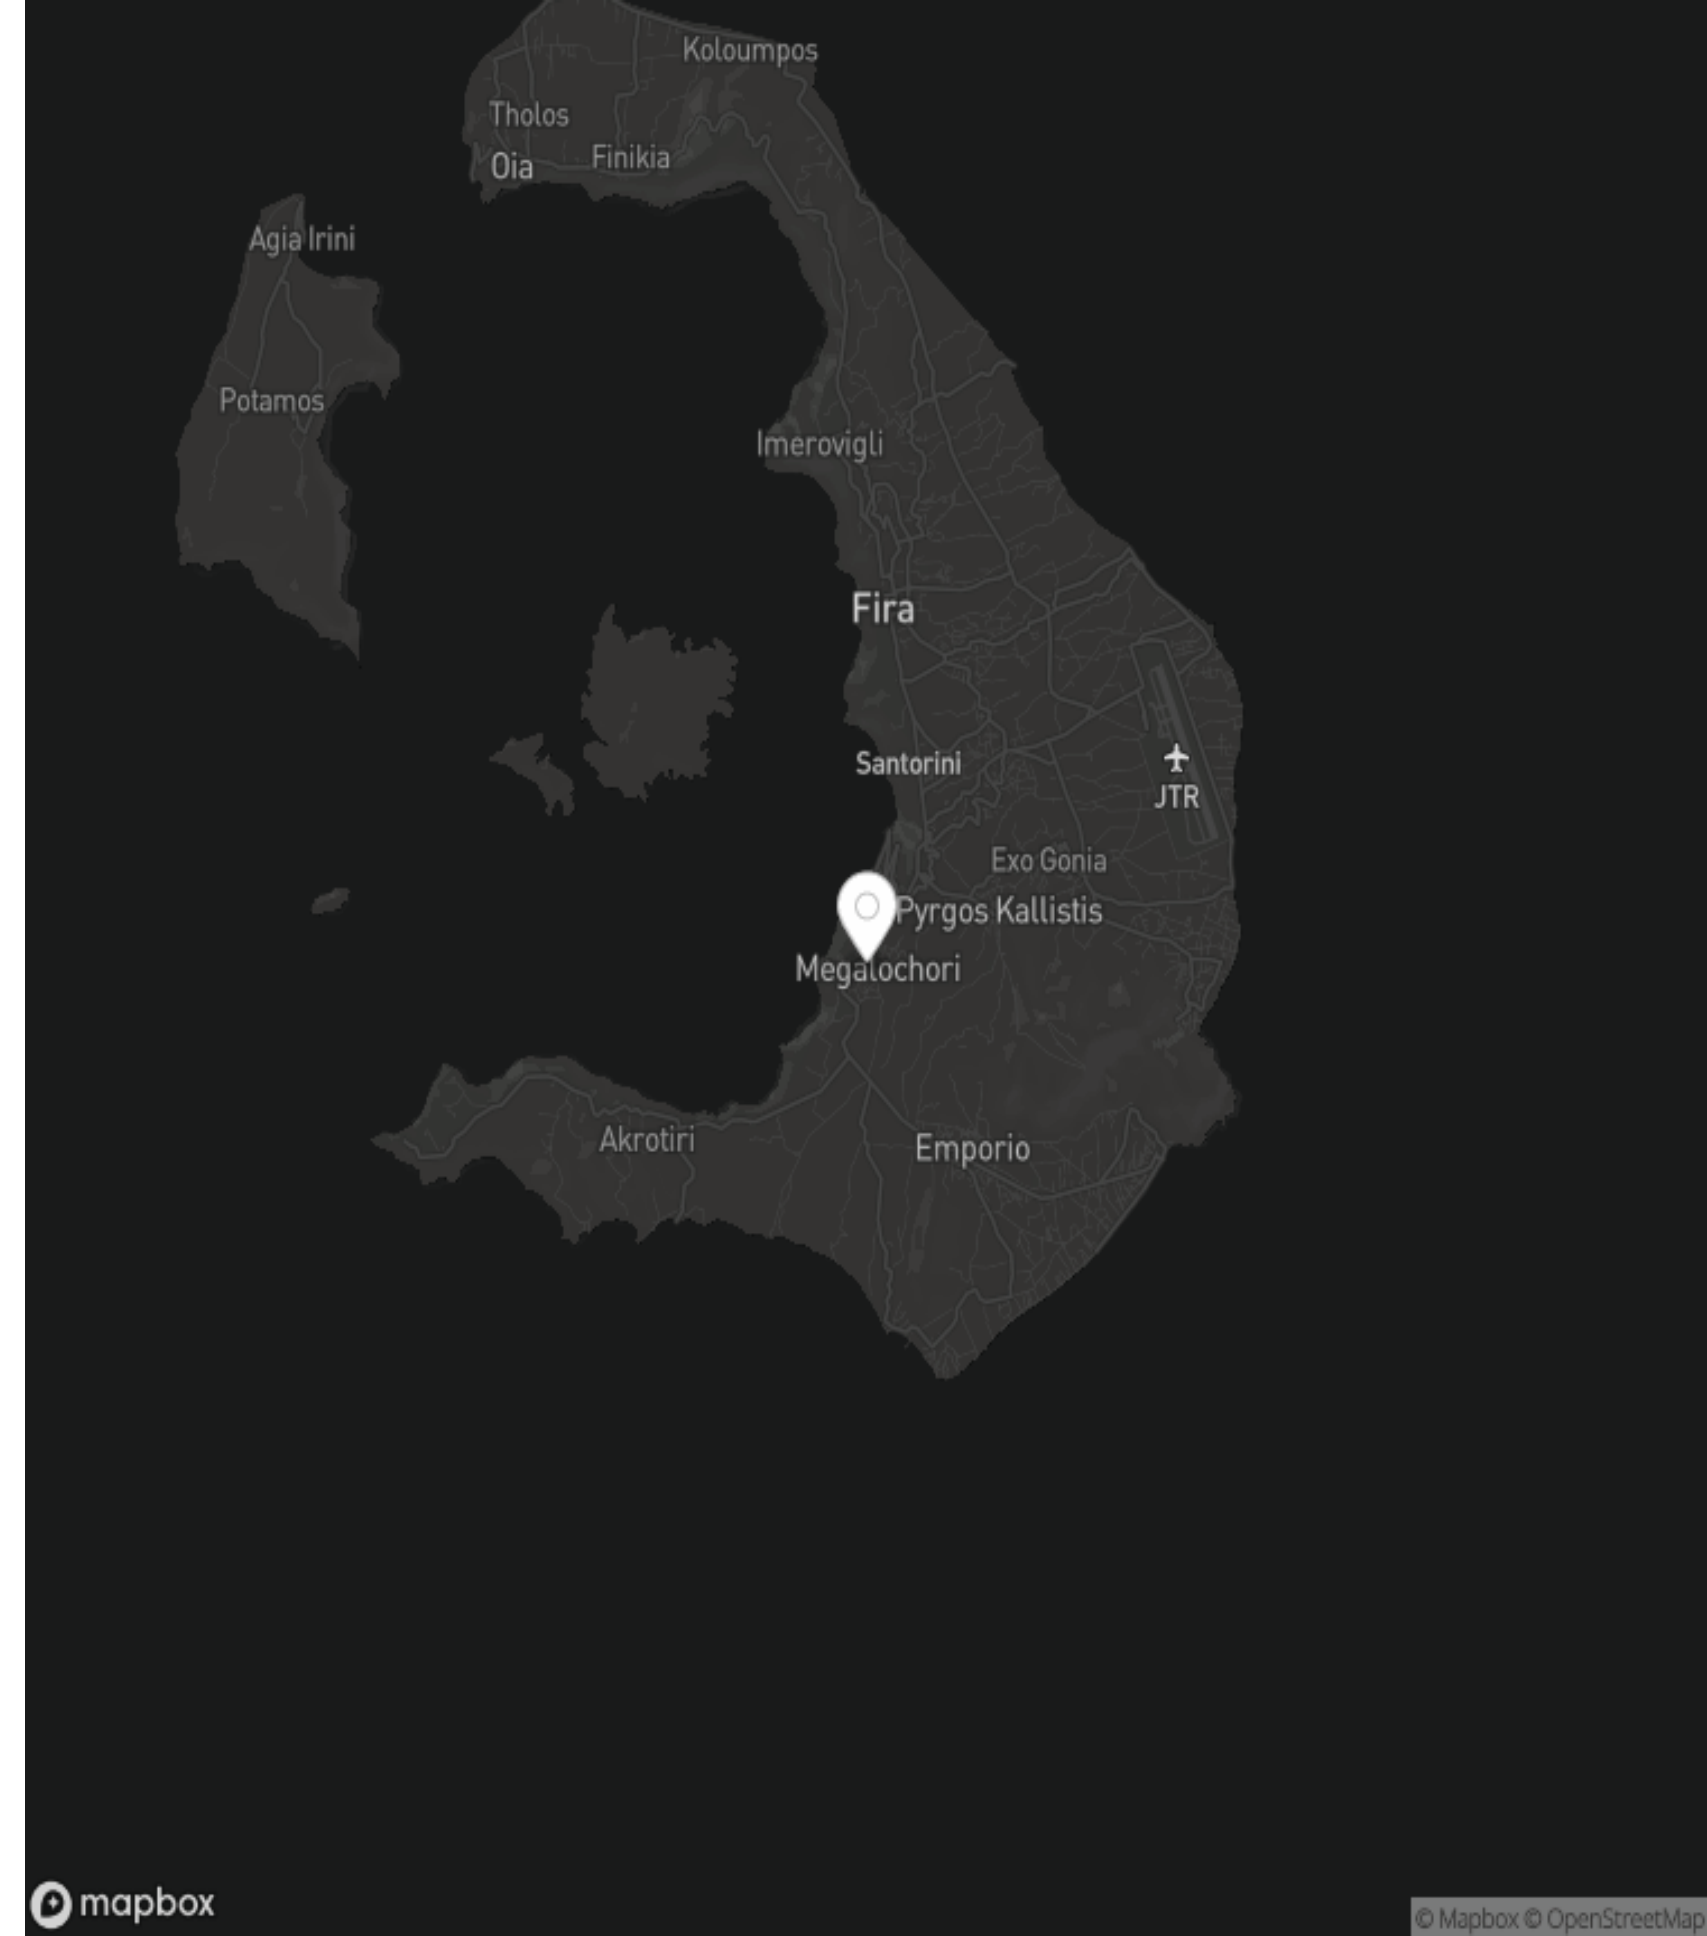 Koloumpos
Tholos
Finikia
Oia
Agia Irini
Potamos
Imerovigli
Fira
Santorini
JTR
Exo Gonia
Pyrgos Kallistis
Megalochori
Akrotiri
Emporio
mapbox
© Mapbox © OpenStreetMap